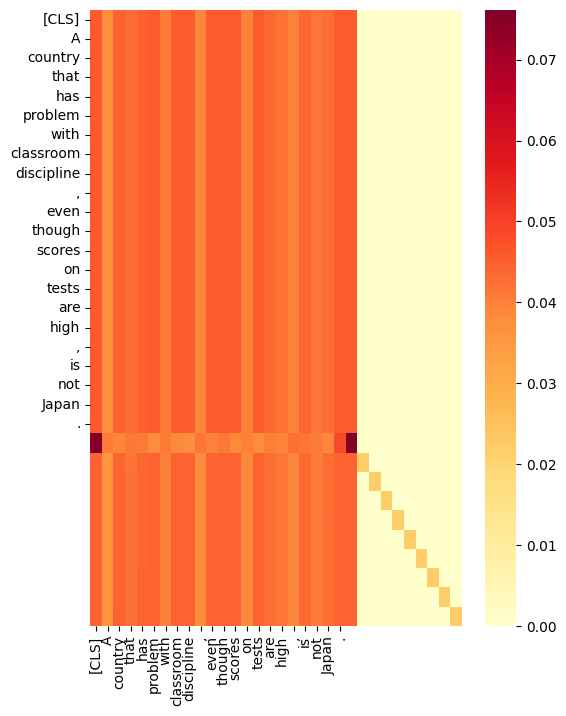 [CLS]
A
country
that
has
problem
with
classroom
discipline
,
even
though
scores
on
tests
are
high
,
is
not
Japan
.
0.07
0.06
0.05
0.04
0.03
0.02
0.01
0.00
[CLS]
A
country
that
has
problem
with
classroom
discipline
,
even
though
scores
on
tests
are
high
,
is
not
Japan
.